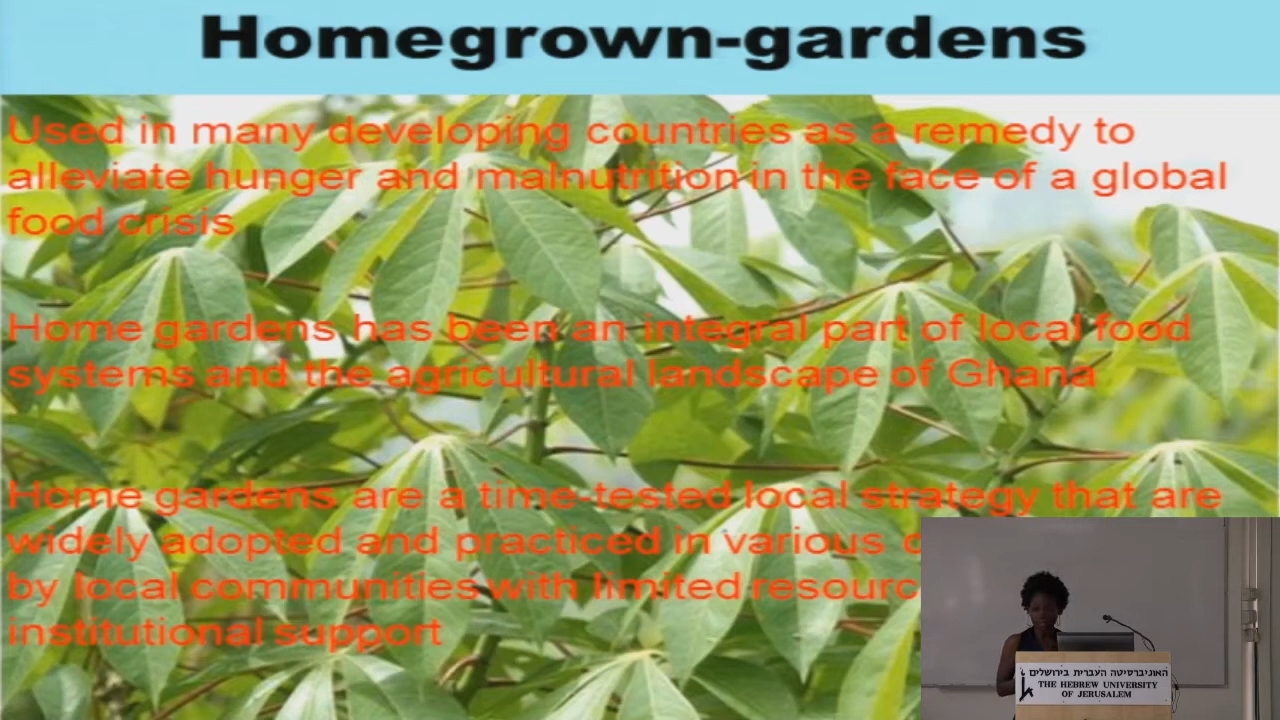 Homegrown-gardens
Used in many developing countries as a remedy to
alleviate hunger and malnutrition in the face of a global
food crisis
Home gardens has been an integral part of local food
systems and the agricultural landscape of Ghana
Home gardens are a time-tested local strategy that are
widely adopted and practiced in various
by local communities with limited
institutional support
האוניברסיטה העברית בירושלים
THE HEBREW UNIVERSITY
OF JERUSALEM